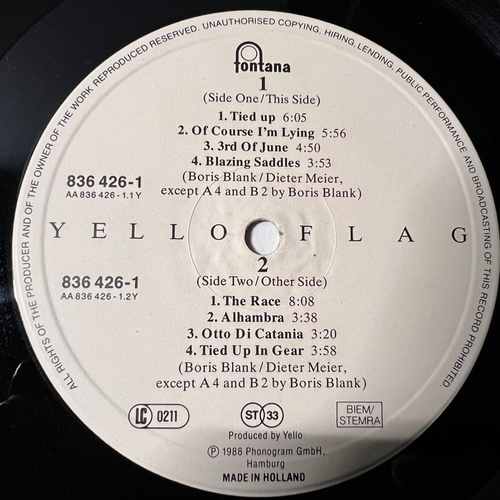 ALL RIGHTS OF THE PRODUCER AND OF THE OWNER OF THE WORK REPRODUCED RESERVED. UNAUTHORISED COPYING, HIRING, LENDING, PUBLIC PERFORMANCE AND BROADCASTING OF THIS RECORD PROHIBITED
fontana
1
(Side One/This Side)
1. Tied up 6:05
2. Of Course I'm Lying 5:56
3. 3rd Of June 4:50
4. Blazing Saddles 3:53
(Boris Blank/Dieter Meier,
except A 4 and B 2 by Boris Blank)
836 426-1
AA 836 426-1.1 Y
YELLO FLAG
2
(Side Two/Other Side)
836 426-1
AA 836 426-1.2Y
1. The Race 8:08
2. Alhambra 3:38
3. Otto Di Catania 3:20
4. Tied Up In Gear 3:58
(Boris Blank/Dieter Meier,
except A 4 and B 2 by Boris Blank)
LC 0211
ST 33
BIEM/
STEMRA
Produced by Yello
Ⓟ 1988 Phonogram GmbH,
Hamburg
MADE IN HOLLAND